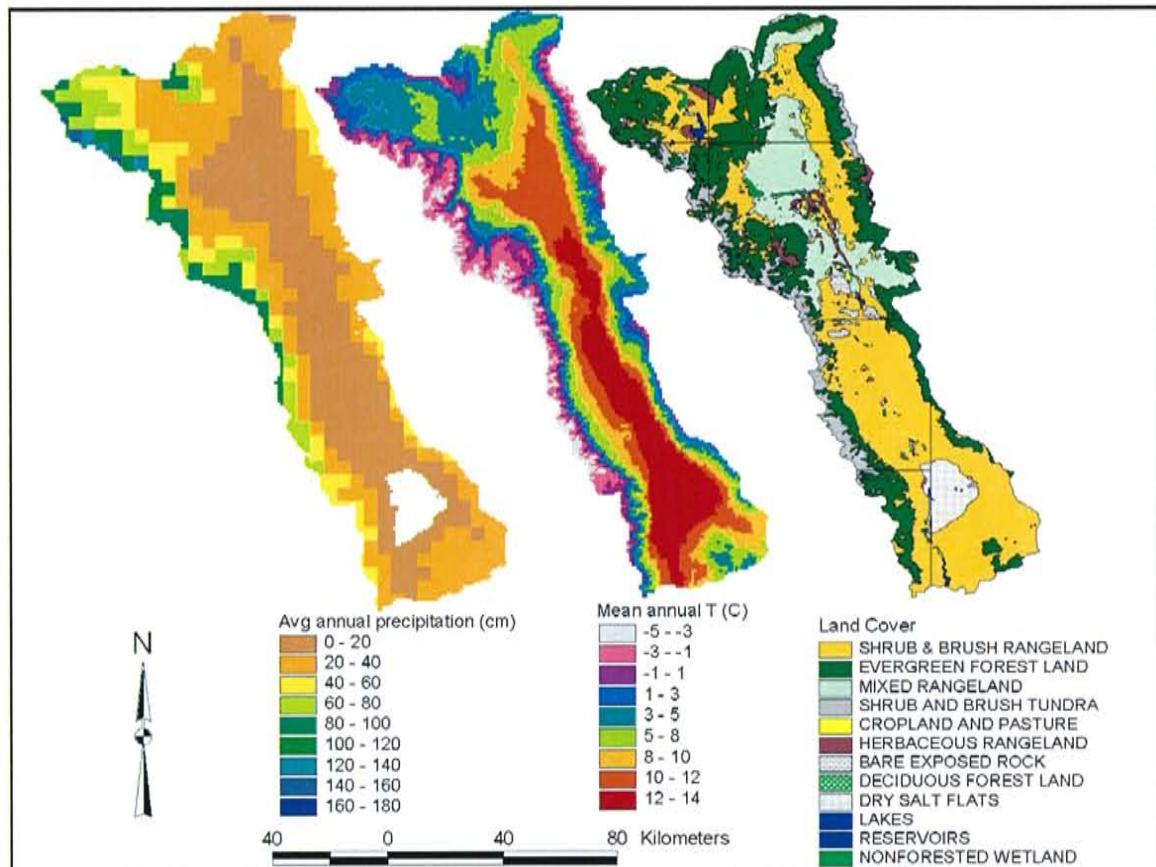 N
Avg annual precipitation (cm)
0 - 20
20 - 40
40 - 60
60 - 80
80 - 100
100 - 120
120 - 140
140 - 160
160 - 180
Mean annual T (C)
-5 - -3
-3 - -1
-1 - 1
1 - 3
3 - 5
5 - 8
8 - 10
10 - 12
12 - 14
Land Cover
SHRUB & BRUSH RANGELAND
EVERGREEN FOREST LAND
MIXED RANGELAND
SHRUB AND BRUSH TUNDRA
CROPLAND AND PASTURE
HERBACEOUS RANGELAND
BARE EXPOSED ROCK
DECIDUOUS FOREST LAND
DRY SALT FLATS
LAKES
RESERVOIRS
NONFORESTED WETLAND
40 0 40 80 Kilometers